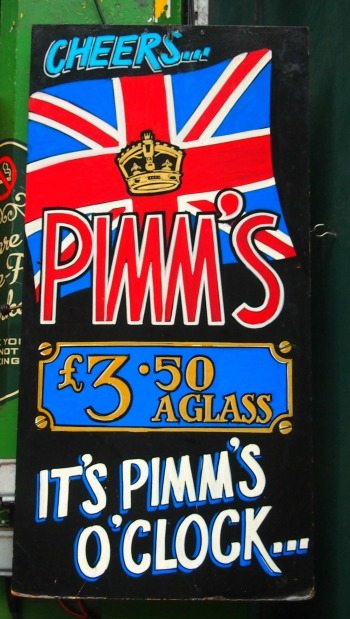 CHEERS...
PIMM'S
£3.50
A GLASS
IT'S PIMM'S
O'CLOCK...